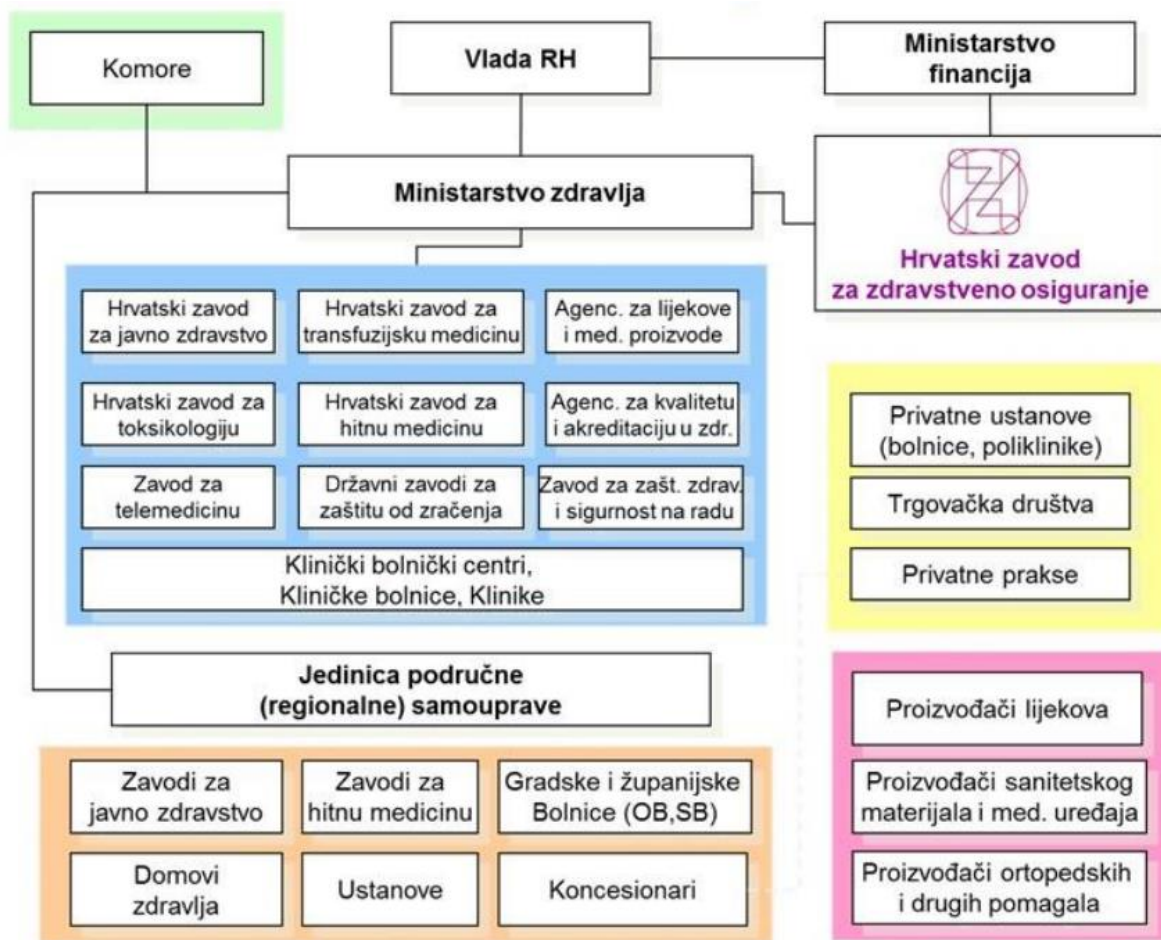 Komore
Vlada RH
Ministarstvo
financija
Ministarstvo zdravlja
Hrvatski zavod
za zdravstveno osiguranje
Hrvatski zavod
za javno zdravstvo
Hrvatski zavod za
transfuzijsku medicinu
Agenc. za lijekove
i med. proizvode
Hrvatski zavod za
toksikologiju
Hrvatski zavod za
hitnu medicinu
Agenc. za kvalitetu
i akreditaciju u zdr.
Zavod za
telemedicinu
Državni zavodi za
zaštitu od zračenja
Zavod za zašt. zdrav.
i sigurnost na radu
Klinički bolnički centri,
Kliničke bolnice, Klinike
Privatne ustanove
(bolnice, poliklinike)
Trgovačka društva
Privatne prakse
Jedinica područne
(regionalne) samouprave
Zavodi za
javno zdravstvo
Zavodi za
hitnu medicinu
Gradske i županijske
Bolnice (OB,SB)
Domovi
zdravlja
Ustanove
Koncesionari
Proizvođači lijekova
Proizvođači sanitetskog
materijala i med. uređaja
Proizvođači ortopedskih
i drugih pomagala